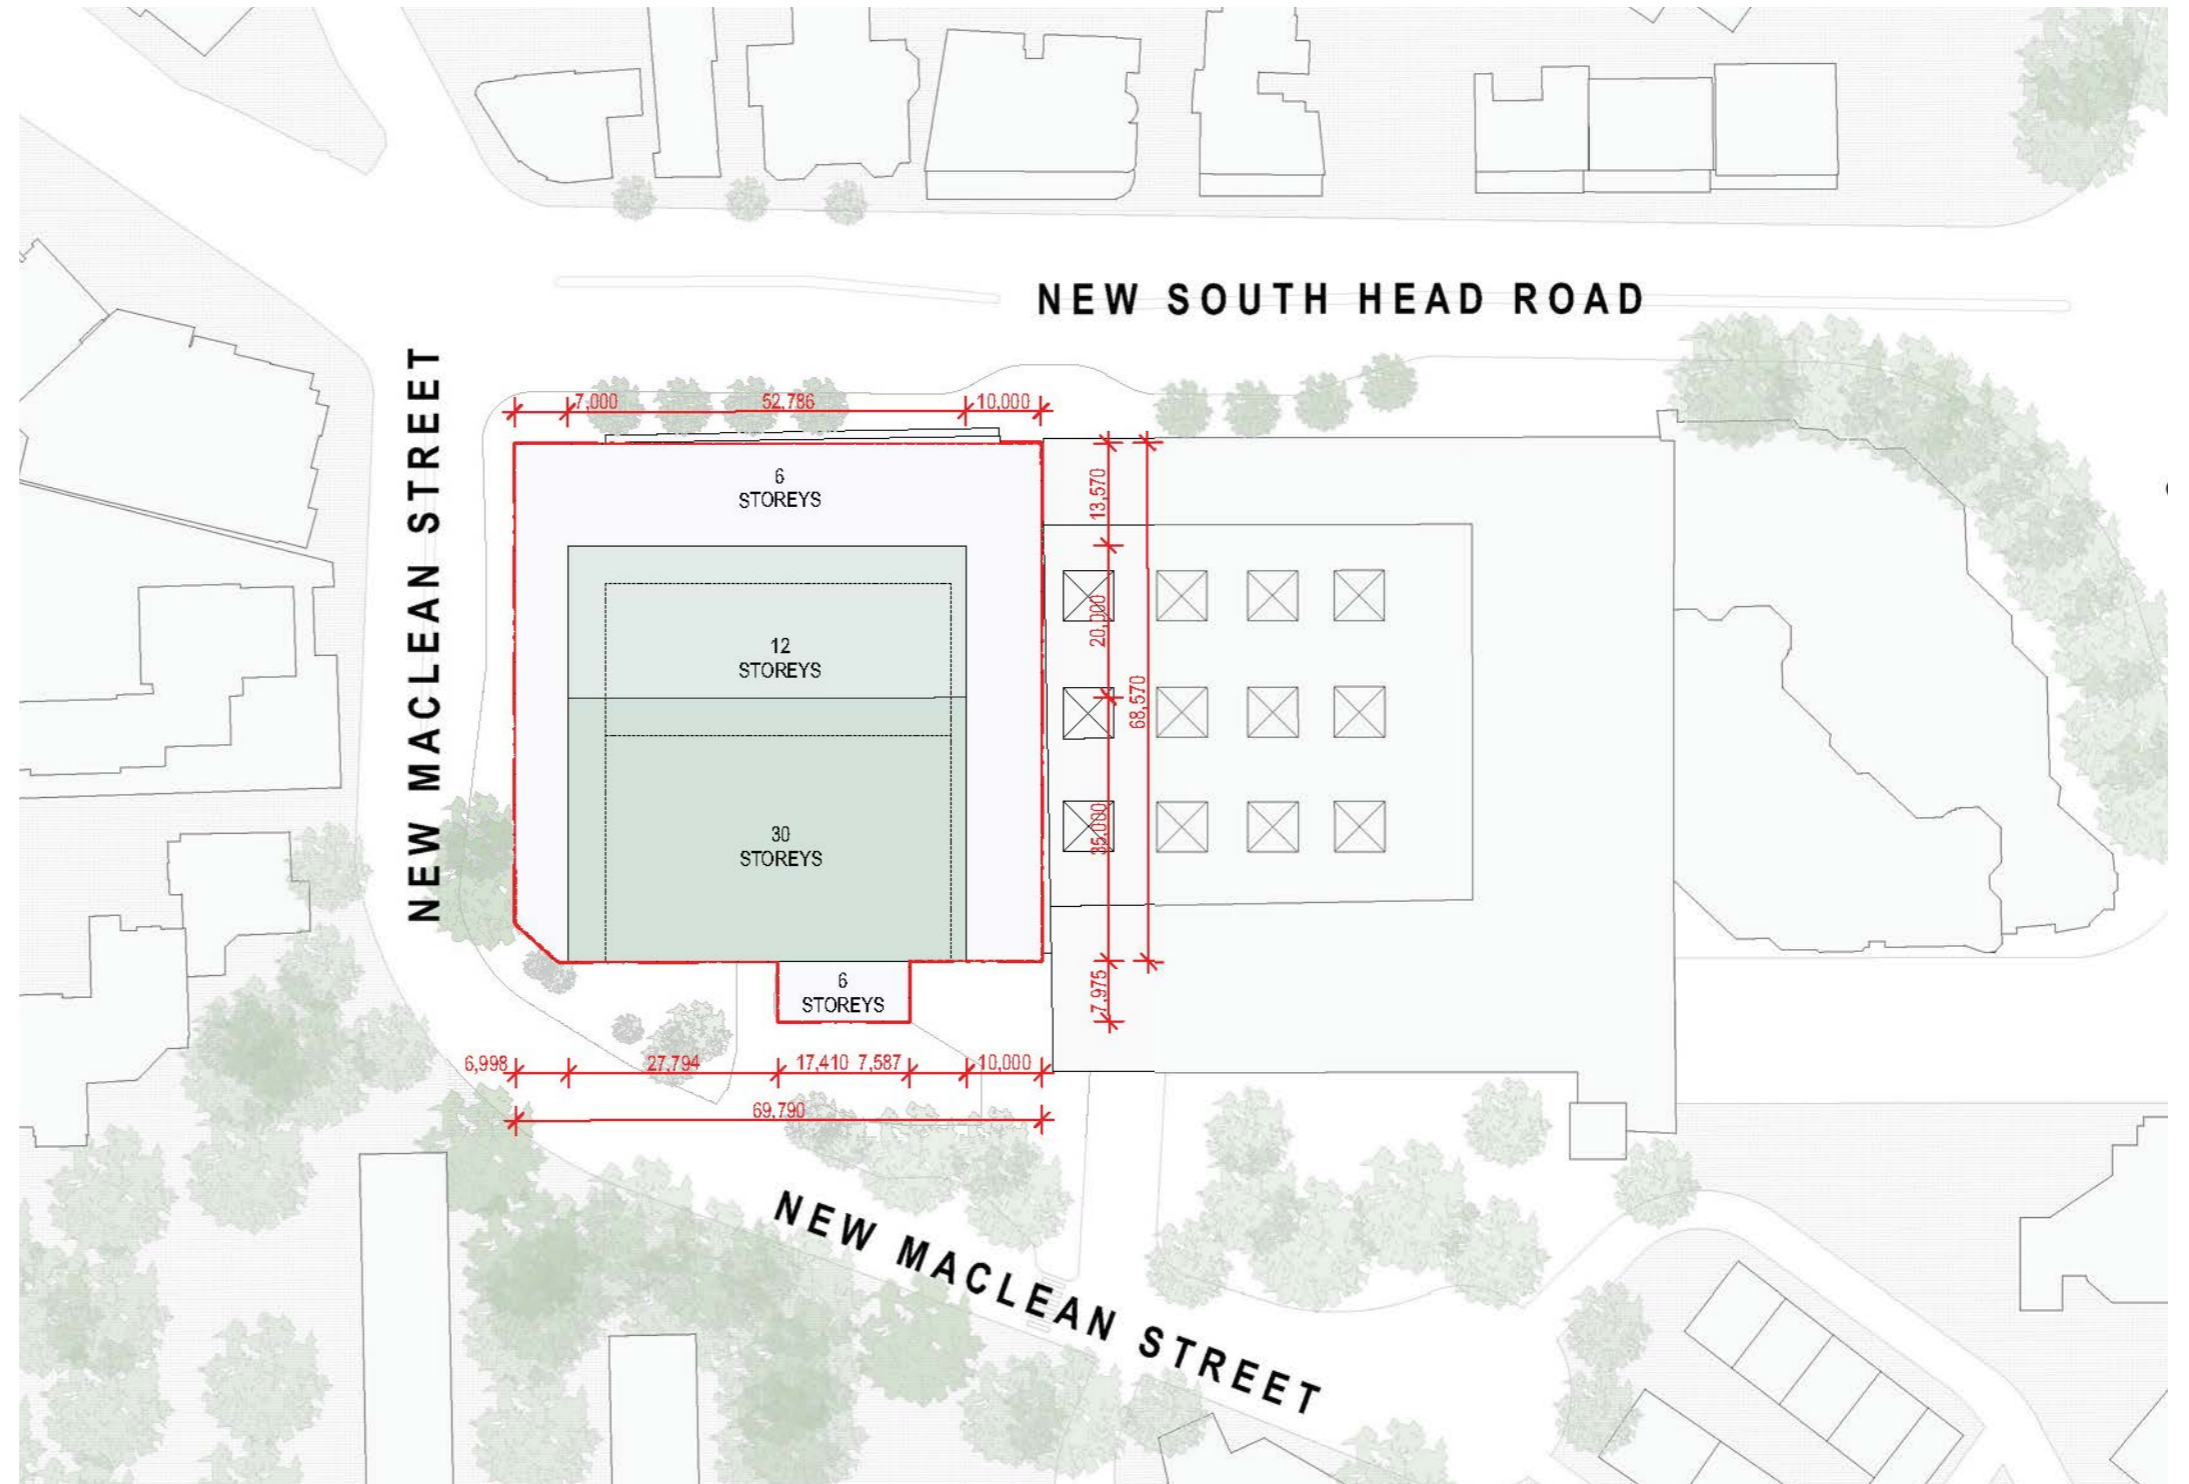 NEW SOUTH HEAD ROAD
NEW MACLEAN STREET
7,000
52,786
10,000
6
STOREYS
13,570
12
STOREYS
20,000
68,570
30
STOREYS
35,000
6
STOREYS
7,975
6,998
27,794
17,410
7,587
10,000
69,790
NEW MACLEAN STREET